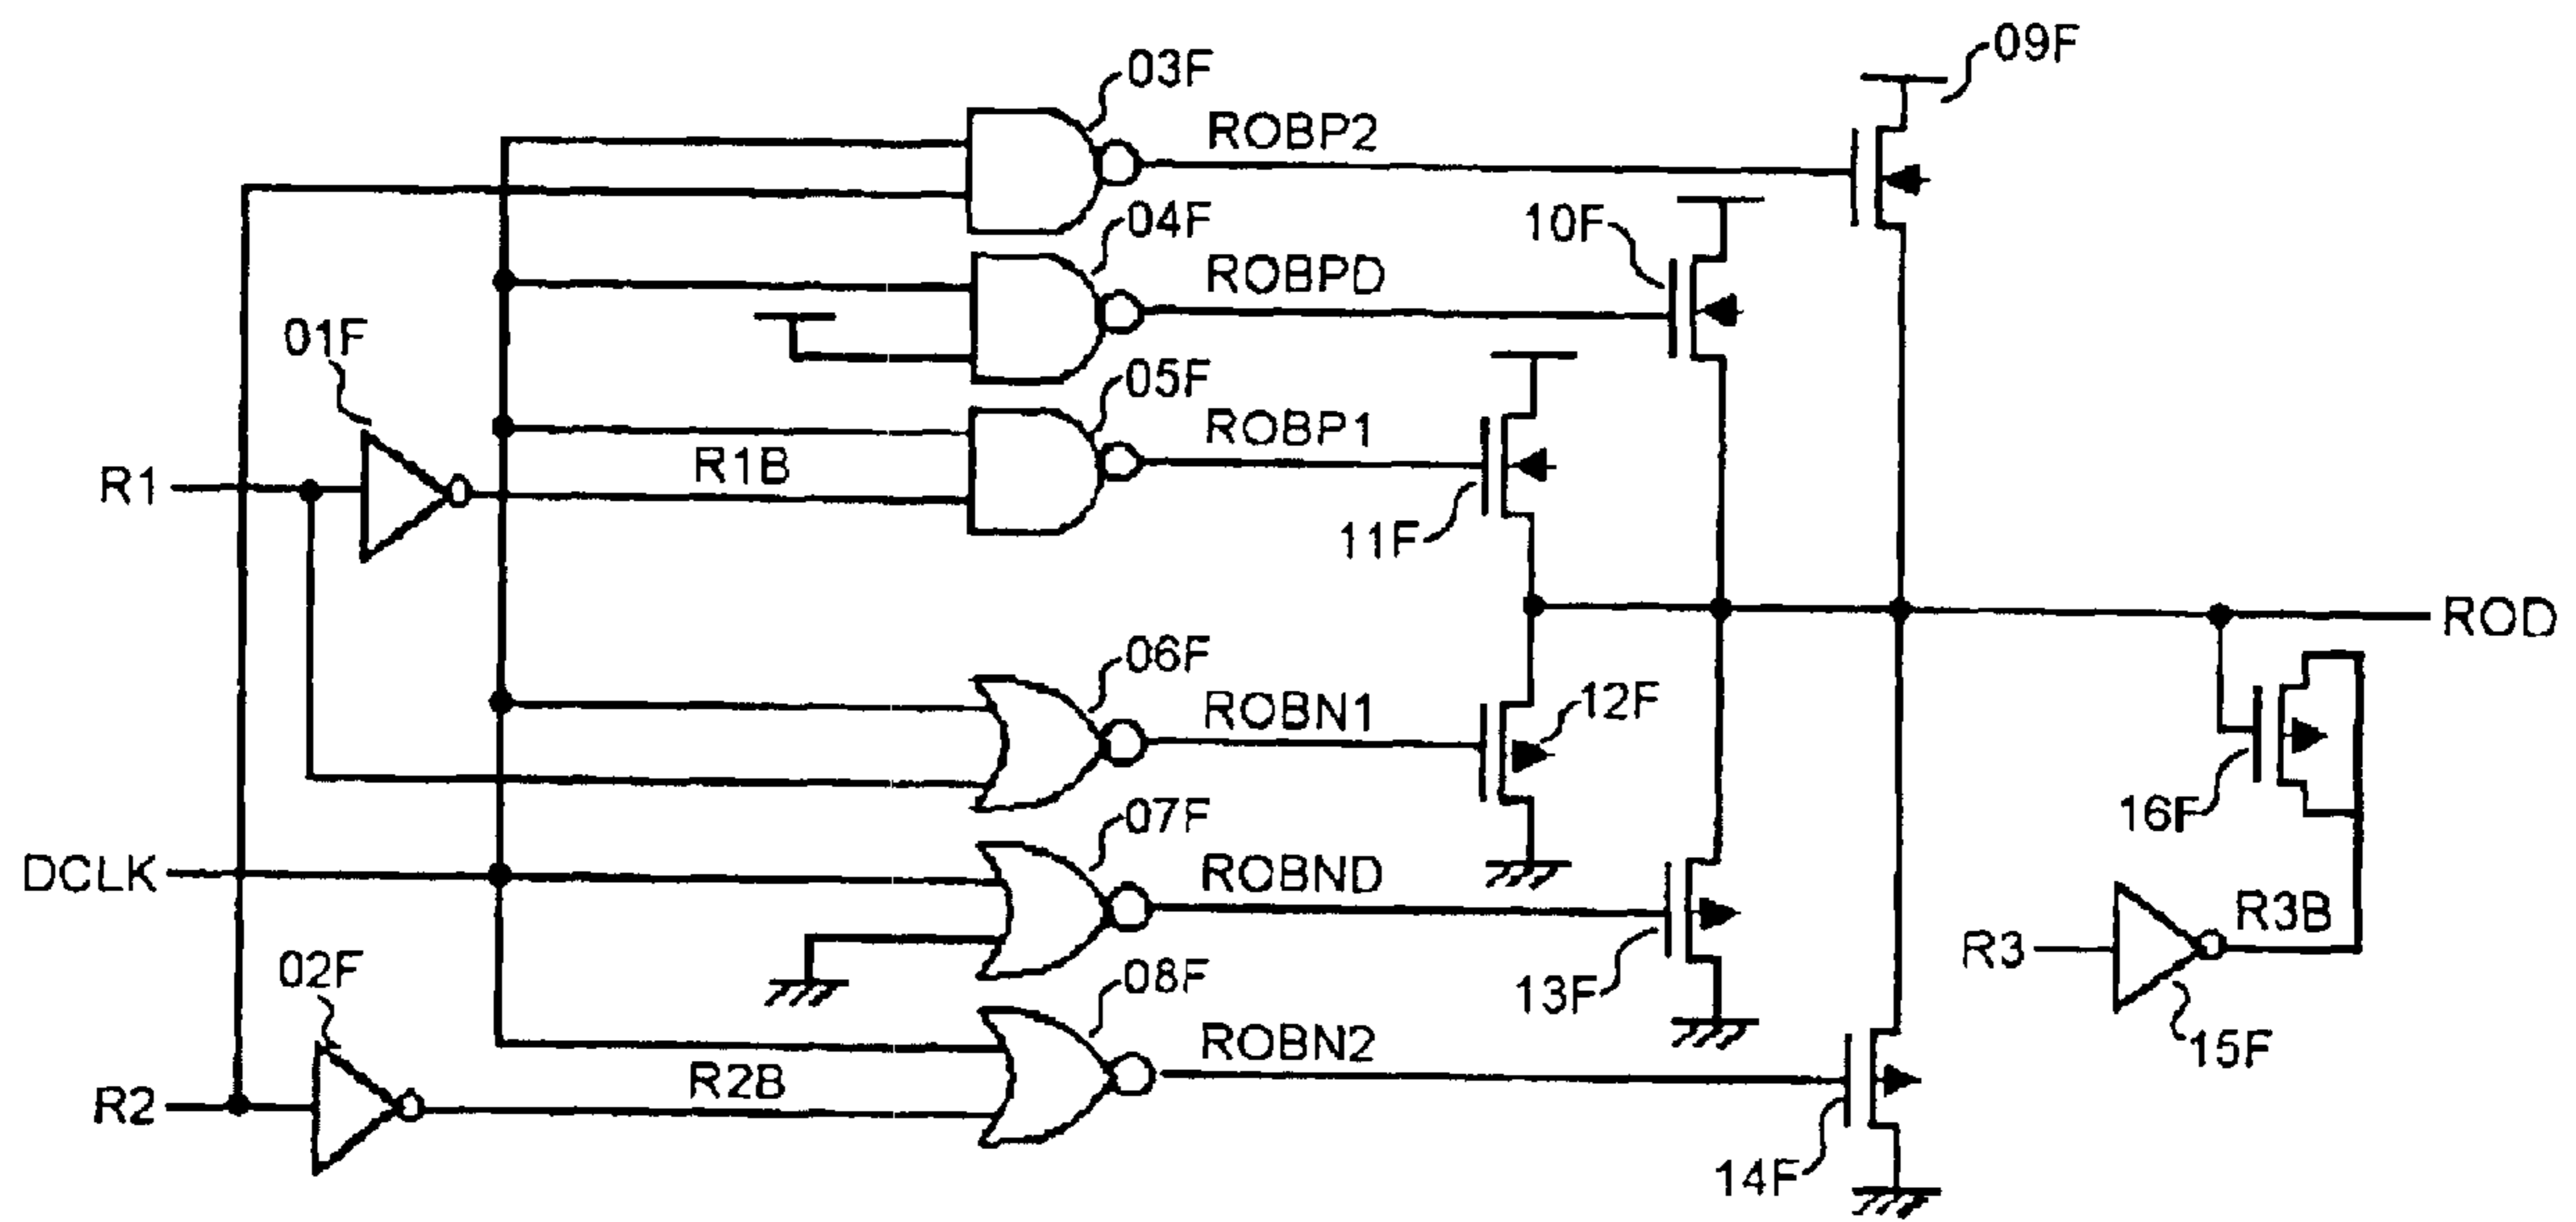 09F
03F
ROBP2
04F
10F
ROBPD
01F
05F
ROBP1
R1B
R1
11F
ROD
06F
ROBN1
12F
16F
07F
DCLK
ROBND
R3B
R3
02F
08F
13F
15F
ROBN2
R2B
R2
14F